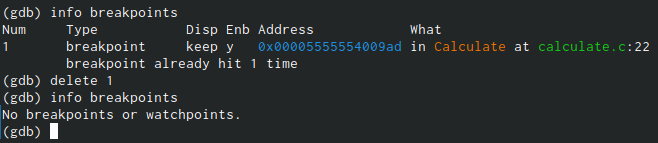 (gdb) info breakpoints
Num     Type           Disp Enb Address            What
1       breakpoint     keep y   0x00005555554009ad in Calculate at calculate.c:22
        breakpoint already hit 1 time
(gdb) delete 1
(gdb) info breakpoints
No breakpoints or watchpoints.
(gdb)